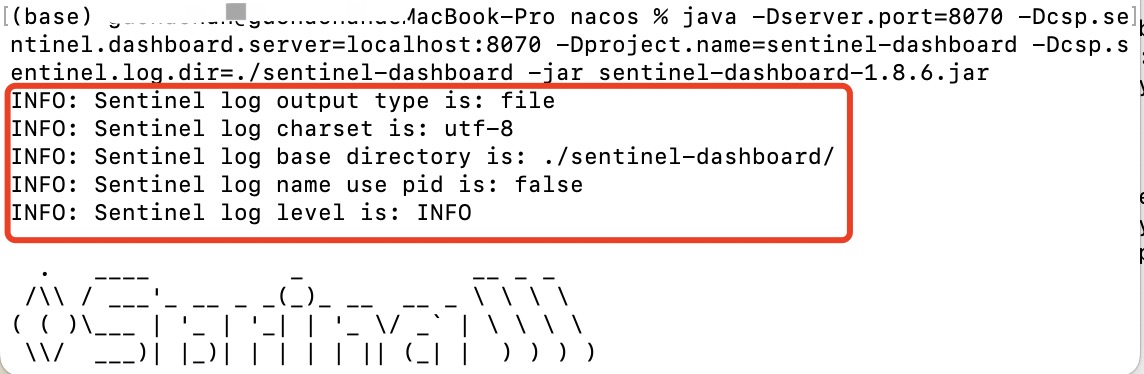 (base) MacBook-Pro nacos % java -Dserver.port=8070 -Dcsp.se
ntinel.dashboard.server=localhost:8070 -Dproject.name=sentinel-dashboard -Dcsp.s
entinel.log.dir=./sentinel-dashboard -jar sentinel-dashboard-1.8.6.jar
INFO: Sentinel log output type is: file
INFO: Sentinel log charset is: utf-8
INFO: Sentinel log base directory is: ./sentinel-dashboard/
INFO: Sentinel log name use pid is: false
INFO: Sentinel log level is: INFO
  .   ____          _            __ _ _
 /\\ / ___'_ __ _ _(_)_ __  __ _ \ \ \ \
( ( )\___ | '_ | '_| | '_ \/ _` | \ \ \ \
 \\/  ___)| |_)| | | | | || (_| |  ) ) ) )